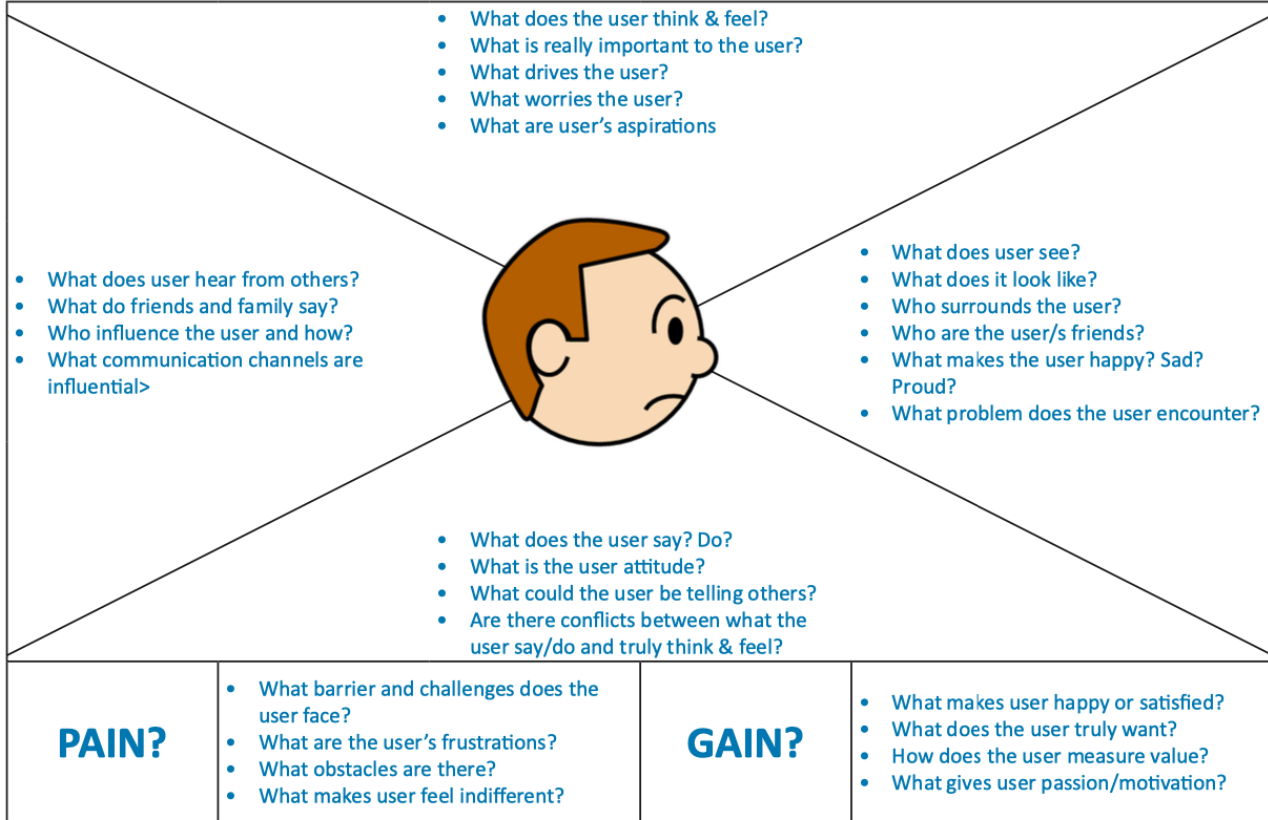 • What does the user think & feel?
• What is really important to the user?
• What drives the user?
• What worries the user?
• What are user’s aspirations
• What does user hear from others?
• What do friends and family say?
• Who influence the user and how?
• What communication channels are
influential>
• What does user see?
• What does it look like?
• Who surrounds the user?
• Who are the user/s friends?
• What makes the user happy? Sad?
Proud?
• What problem does the user encounter?
• What does the user say? Do?
• What is the user attitude?
• What could the user be telling others?
• Are there conflicts between what the
user say/do and truly think & feel?
PAIN?
• What barrier and challenges does the
user face?
• What are the user’s frustrations?
• What obstacles are there?
• What makes user feel indifferent?
GAIN?
• What makes user happy or satisfied?
• What does the user truly want?
• How does the user measure value?
• What gives user passion/motivation?